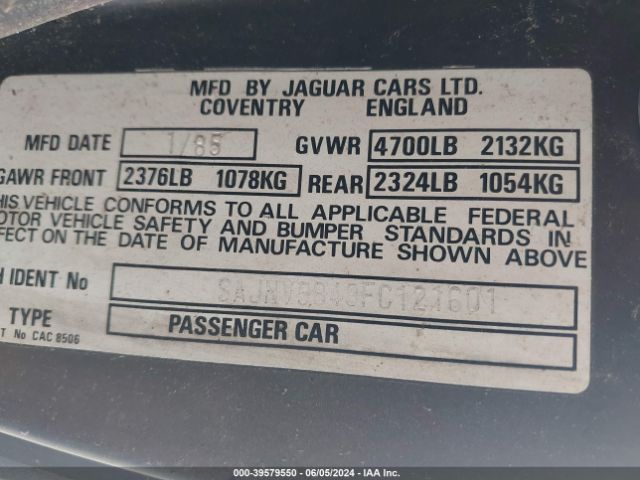 MFD BY JAGUAR CARS LTD.
COVENTRY ENGLAND
MFD DATE 1/85 GVWR 4700LB 2132KG
GAWR FRONT 2376LB 1078KG REAR 2324LB 1054KG
HIS VEHICLE CONFORMS TO ALL APPLICABLE FEDERAL
OTOR VEHICLE SAFETY AND BUMPER STANDARDS IN
FECT ON THE DATE OF MANUFACTURE SHOWN ABOVE
H IDENT No
TYPE PASSENGER CAR
T No CAC 8506
000-39579550 - 06/05/2024 - IAA Inc.